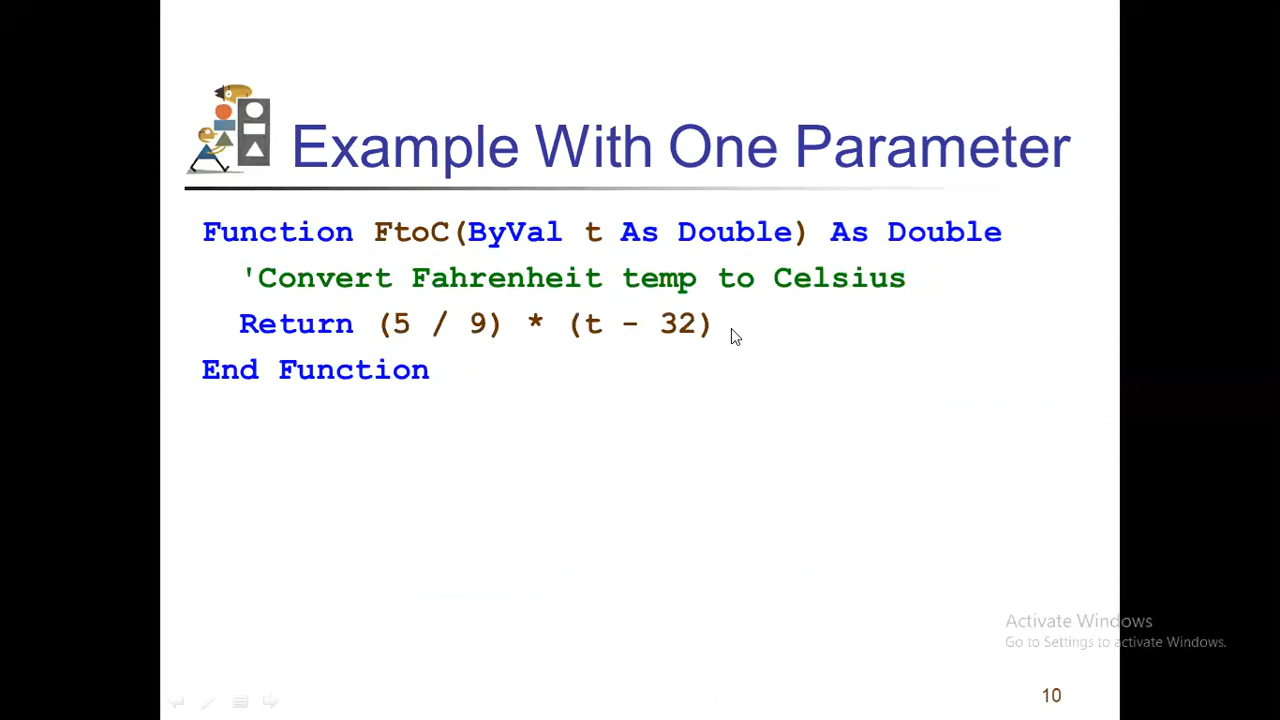 Example With One Parameter
Function FtoC(ByVal t As Double) As Double
'Convert Fahrenheit temp to Celsius
Return (5 / 9) * (t - 32)
End Function
Activate Windows
Go to Settings to activate Windows.
10